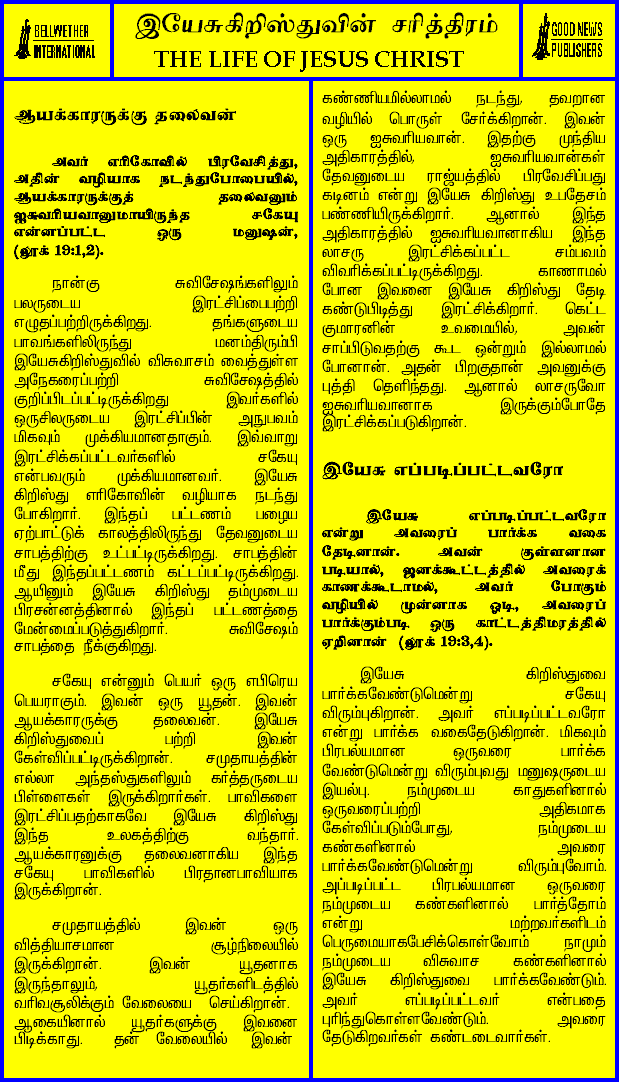 BELLWETHER
INTERNATIONAL
இயேசுகிறிஸ்துவின் சரித்திரம்
THE LIFE OF JESUS CHRIST
GOOD NEWS
PUBLISHERS
ஆயக்காரருக்கு தலைவன்
அவர் எரிகோவில் பிரவேசித்து,
அதின் வழியாக நடந்துபோகையில்,
ஆயக்காரருக்குத் தலைவனும்
ஐசுவரியவானுமாயிருந்த சகேயு
என்னப்பட்ட ஒரு மனுஷன்,
(லூக் 19:1,2).
நான்கு சுவிசேஷங்களிலும்
பலருடைய இரட்சிப்பைபற்றி
எழுதப்பற்றிருக்கிறது. தங்களுடைய
பாவங்களிலிருந்து மனம்திரும்பி
இயேசுகிறிஸ்துவில் விசுவாசம் வைத்துள்ள
அநேகரைப்பற்றி சுவிசேஷத்தில்
குறிப்பிடப்பட்டிருக்கிறது இவர்களில்
ஒருசிலருடைய இரட்சிப்பின் அநுபவம்
மிகவும் முக்கியமானதாகும். இவ்வாறு
இரட்சிக்கப்பட்டவர்களில் சகேயு
என்பவரும் முக்கியமானவர். இயேசு
கிறிஸ்து எரிகோவின் வழியாக நடந்து
போகிறார். இந்தப் பட்டணம் பழைய
ஏற்பாட்டுக் காலத்திலிருந்து தேவனுடைய
சாபத்திற்கு உட்பட்டிருக்கிறது. சாபத்தின்
மீது இந்தப்பட்டணம் கட்டப்பட்டிருக்கிறது.
ஆயினும் இயேசு கிறிஸ்து தம்முடைய
பிரசன்னத்தினால் இந்தப் பட்டணத்தை
மேன்மைப்படுத்துகிறார். சுவிசேஷம்
சாபத்தை நீக்குகிறது.
சகேயு என்னும் பெயர் ஒரு எபிரெய
பெயராகும். இவன் ஒரு யூதன். இவன்
ஆயக்காரருக்கு தலைவன். இயேசு
கிறிஸ்துவைப் பற்றி இவன்
கேள்விப்பட்டிருக்கிறான். சமுதாயத்தின்
எல்லா அந்தஸ்துகளிலும் கர்த்தருடைய
பிள்ளைகள் இருக்கிறார்கள். பாவிகளை
இரட்சிப்பதற்காகவே இயேசு கிறிஸ்து
இந்த உலகத்திற்கு வந்தார்.
ஆயக்காரனுக்கு தலைவனாகிய இந்த
சகேயு பாவிகளில் பிரதானபாவியாக
இருக்கிறான்.
சமுதாயத்தில் இவன் ஒரு
வித்தியாசமான சூழ்நிலையில்
இருக்கிறான். இவன் யூதனாக
இருந்தாலும், யூதர்களிடத்தில்
வரிவசூலிக்கும் வேலையை செய்கிறான்.
ஆகையினால் யூதர்களுக்கு இவனை
பிடிக்காது. தன் வேலையில் இவன்
கண்ணியமில்லாமல் நடந்து, தவறான
வழியில் பொருள் சேர்க்கிறான். இவன்
ஒரு ஐசுவரியவான். இதற்கு முந்திய
அதிகாரத்தில், ஐசுவரியவான்கள்
தேவனுடைய ராஜ்யத்தில் பிரவேசிப்பது
கடினம் என்று இயேசு கிறிஸ்து உபதேசம்
பண்ணியிருக்கிறார். ஆனால் இந்த
அதிகாரத்தில் ஐசுவரியவானாகிய இந்த
லாசரு இரட்சிக்கப்பட்ட சம்பவம்
விவரிக்கப்பட்டிருக்கிறது. காணாமல்
போன இவனை இயேசு கிறிஸ்து தேடி
கண்டுபிடித்து இரட்சிக்கிறார். கெட்ட
குமாரனின் உவமையில், அவன்
சாப்பிடுவதற்கு கூட ஒன்றும் இல்லாமல்
போனான். அதன் பிறகுதான் அவனுக்கு
புத்தி தெளிந்தது. ஆனால் லாசருவோ
ஐசுவரியவானாக இருக்கும்போதே
இரட்சிக்கப்படுகிறான்.
இயேசு எப்படிப்பட்டவரோ
இயேசு எப்படிப்பட்டவரோ
என்று அவரைப் பார்க்க வகை
தேடினான். அவன் குள்ளனான
படியால், ஜனக்கூட்டத்தில் அவரைக்
காணக்கூடாமல், அவர் போகும்
வழியில் முன்னாக ஓடி, அவரைப்
பார்க்கும்படி ஒரு காட்டத்திமரத்தில்
ஏறினான் (லூக் 19:3,4).
இயேசு கிறிஸ்துவை
பார்க்கவேண்டுமென்று சகேயு
விரும்புகிறான். அவர் எப்படிப்பட்டவரோ
என்று பார்க்க வகைதேடுகிறான். மிகவும்
பிரபல்யமான ஒருவரை பார்க்க
வேண்டுமென்று விரும்புவது மனுஷருடைய
இயல்பு. நம்முடைய காதுகளினால்
ஒருவரைப்பற்றி அதிகமாக
கேள்விப்படும்போது, நம்முடைய
கண்களினால் அவரை
பார்க்கவேண்டுமென்று விரும்புவோம்.
அப்படிப்பட்ட பிரபல்யமான ஒருவரை
நம்முடைய கண்களினால் பார்த்தோம்
என்று மற்றவர்களிடம்
பெருமையாகபேசிக்கொள்வோம் நாமும்
நம்முடைய விசுவாச கண்களினால்
இயேசு கிறிஸ்துவை பார்க்கவேண்டும்.
அவர் எப்படிப்பட்டவர் என்பதை
புரிந்துகொள்ளவேண்டும். அவரை
தேடுகிறவர்கள் கண்டடைவார்கள்.